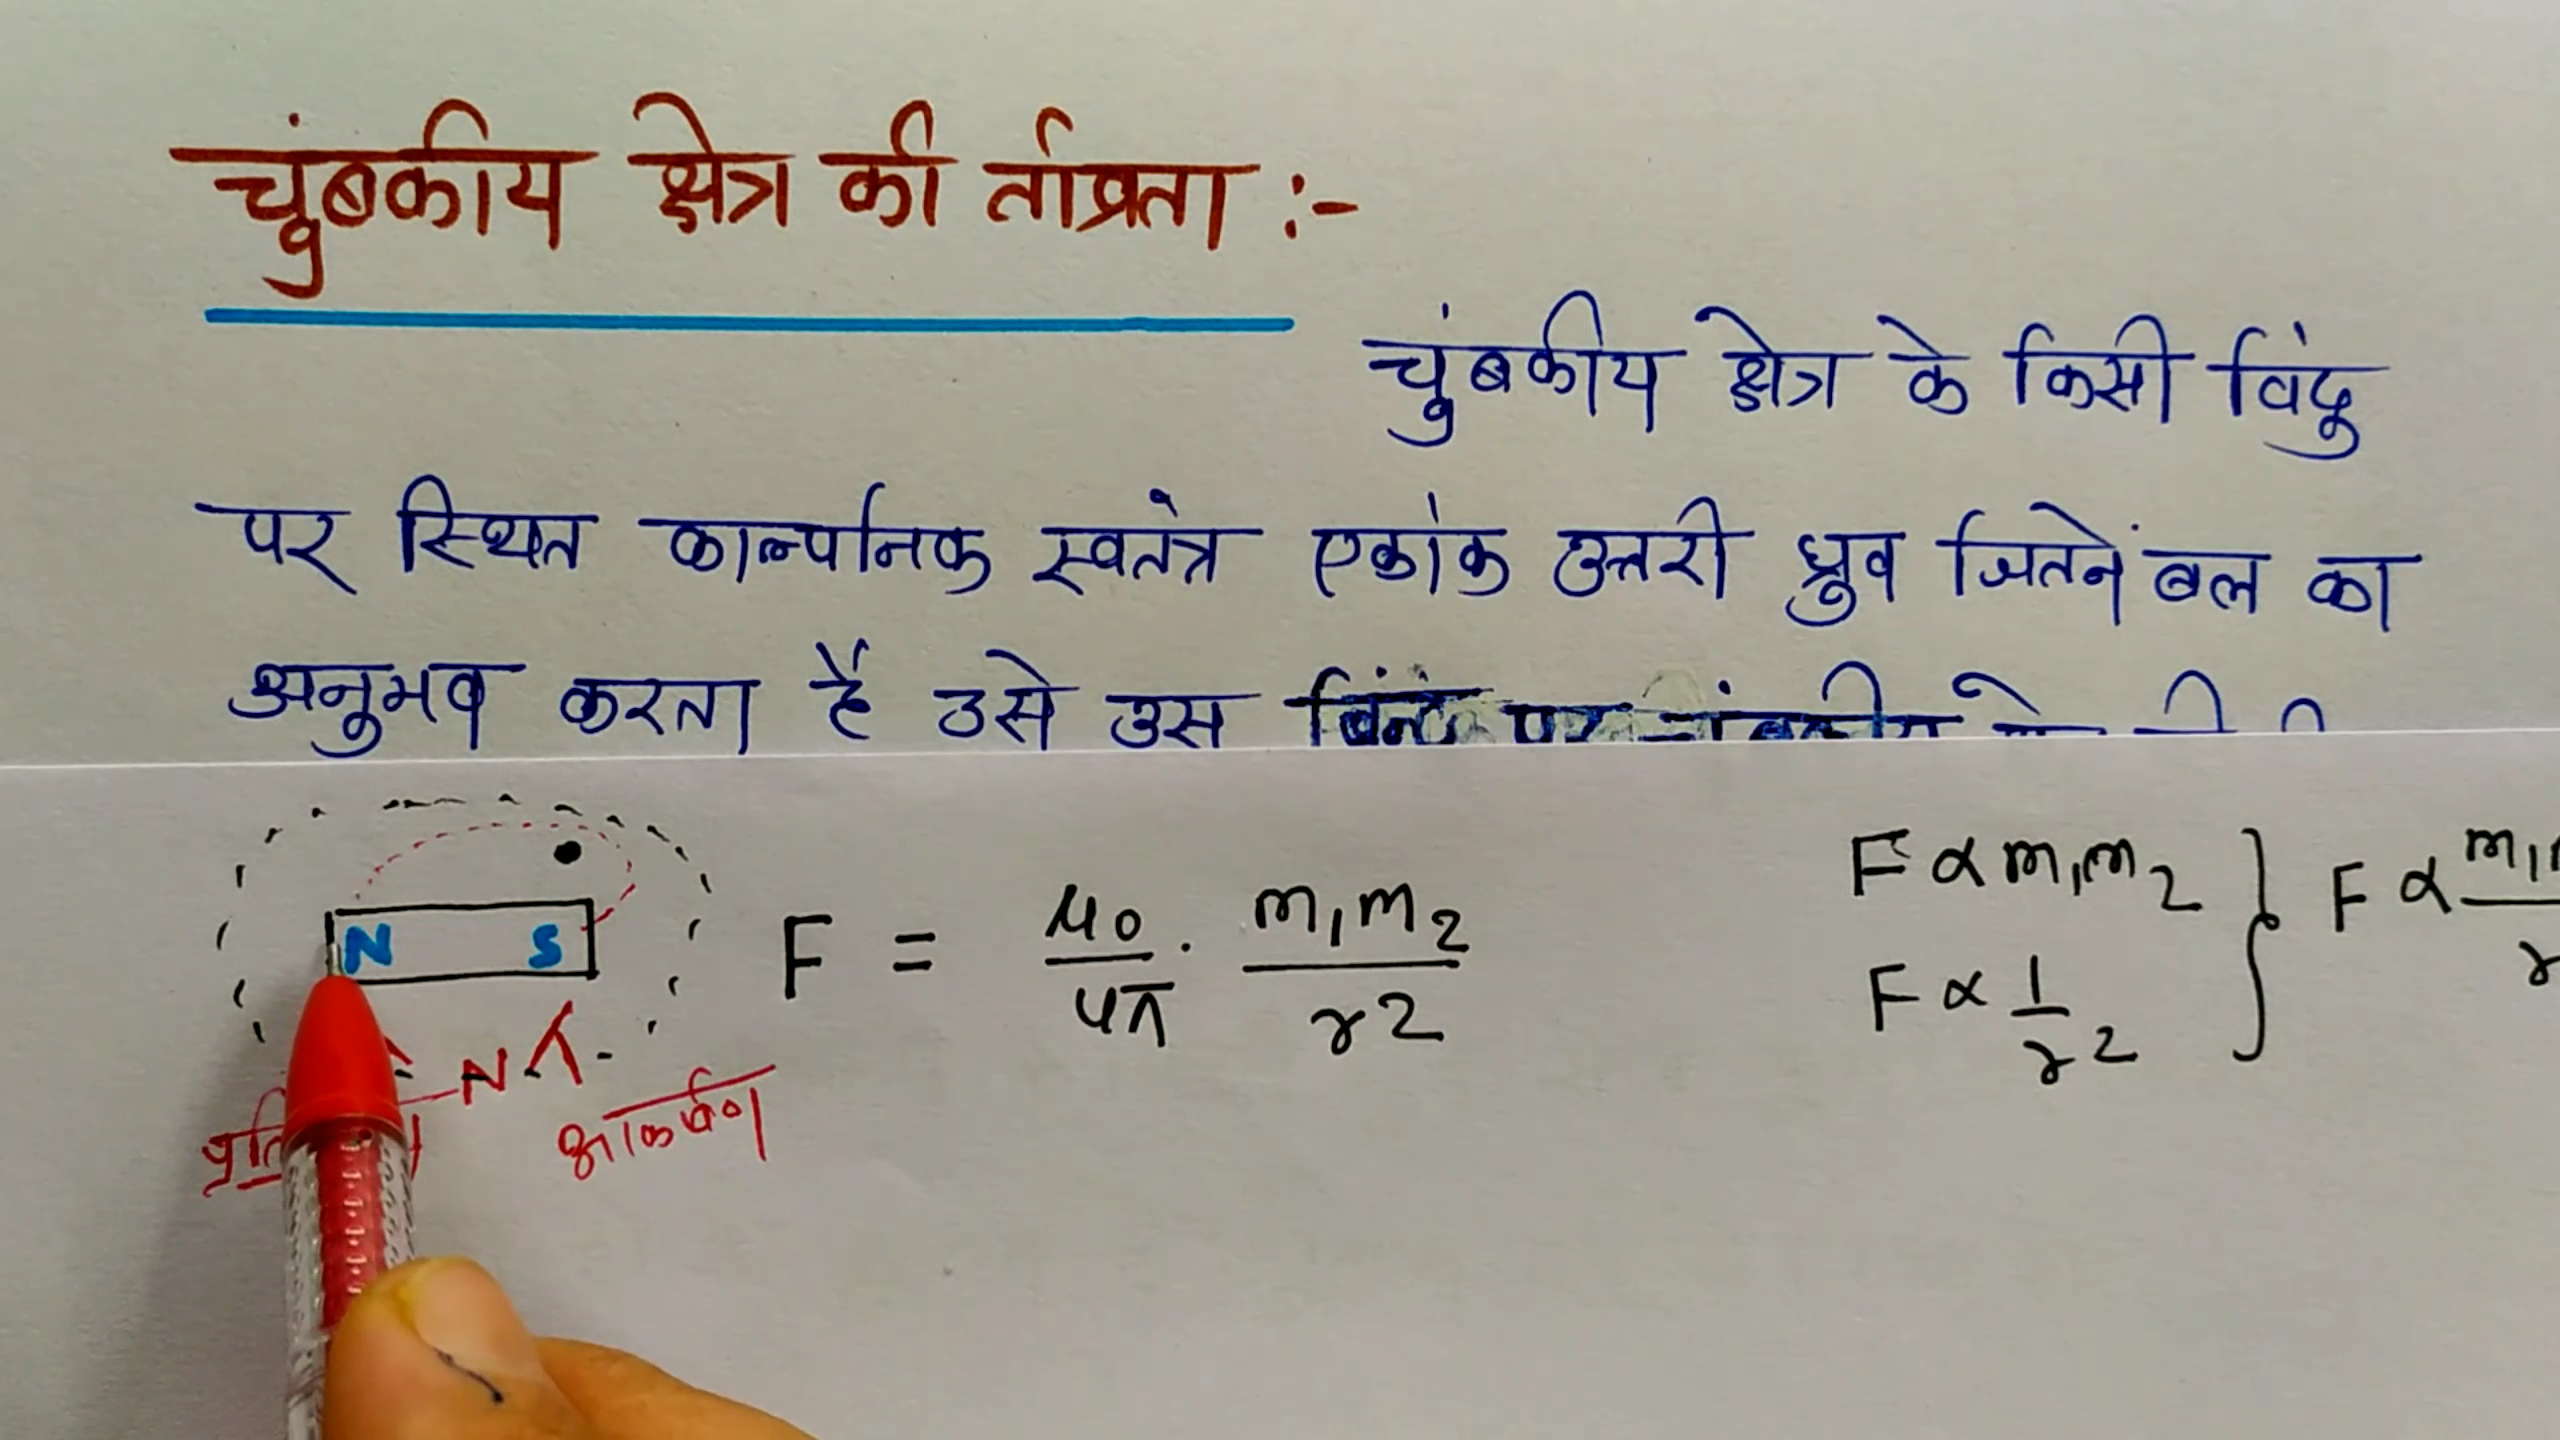 चुंबकीय क्षेत्र की तीव्रता :-
चुंबकीय क्षेत्र के किसी विंदु
पर स्थित काल्पनिक स्वतंत्र एकांक उत्तरी ध्रुव जितनें बल का
अनुभव करता है उसे उस
N S
F = μ0/4π · m1m2/r2
F ∝ m1m2
F ∝ 1/r2
F ∝
N
आकर्षण